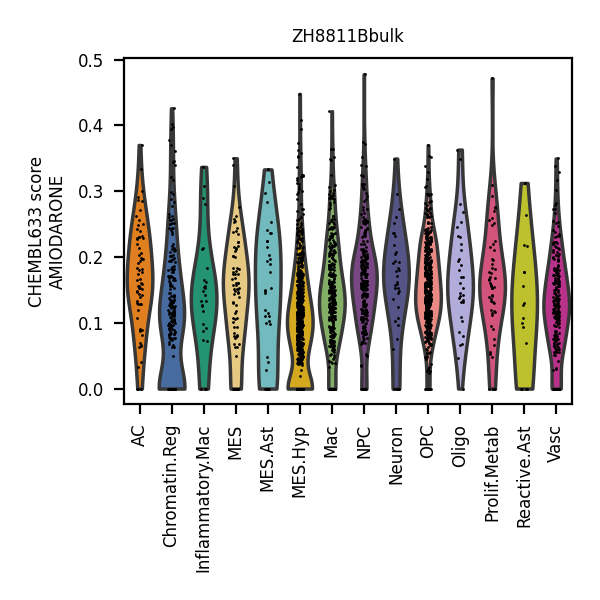 ZH8811Bbulk
CHEMBL633 score
AMIODARONE
0.5
0.4
0.3
0.2
0.1
0.0
AC
Chromatin.Reg
Inflammatory.Mac
MES
MES.Ast
MES.Hyp
Mac
NPC
Neuron
OPC
Oligo
Prolif.Metab
Reactive.Ast
Vasc